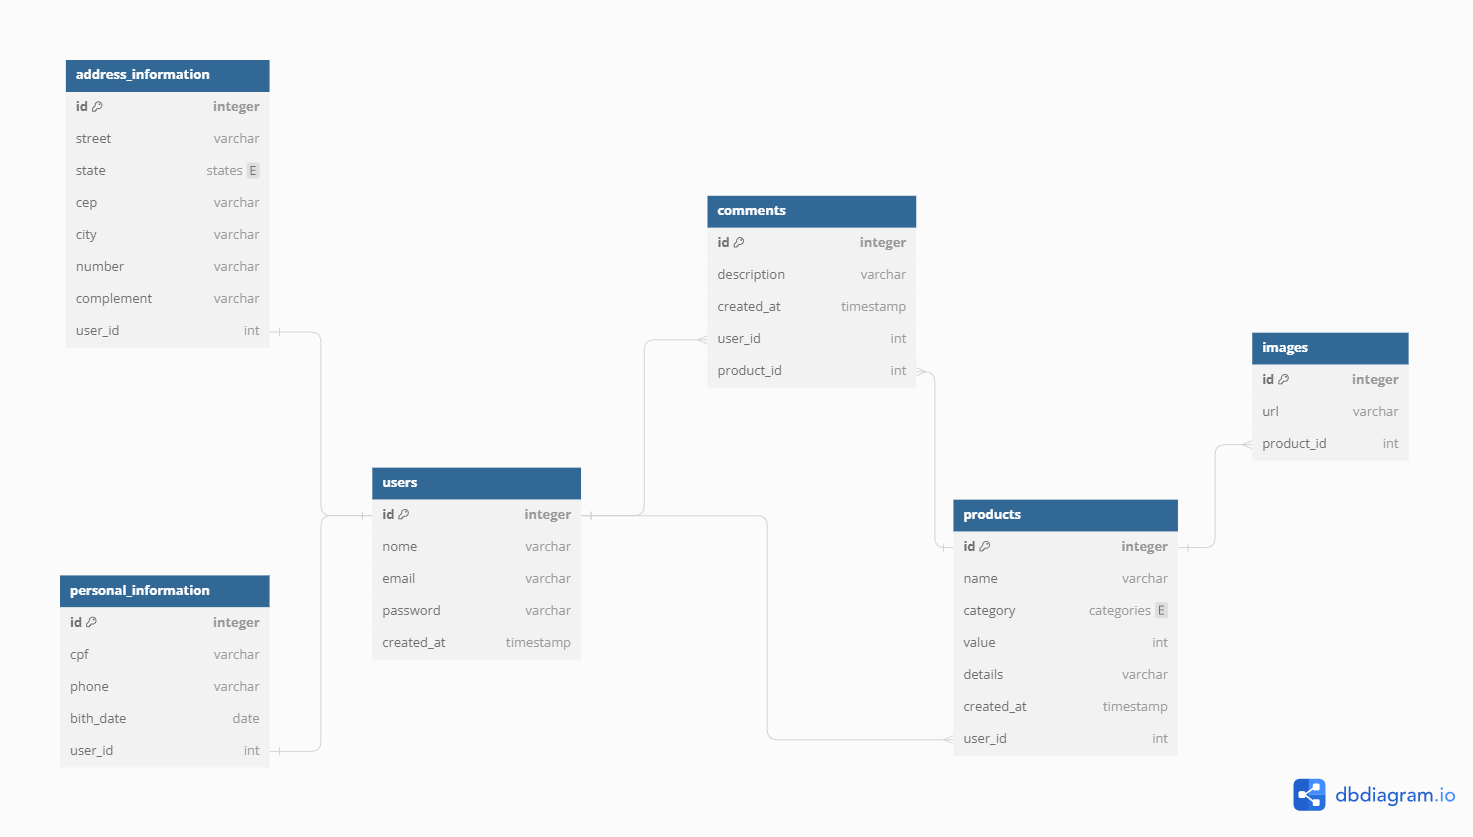 address_information
id integer
street varchar
state states E
cep varchar
city varchar
number varchar
complement varchar
user_id int
comments
id integer
description varchar
created_at timestamp
user_id int
product_id int
images
id integer
url varchar
product_id int
users
id integer
nome varchar
email varchar
password varchar
created_at timestamp
products
id integer
name varchar
category categories E
value int
details varchar
created_at timestamp
user_id int
personal_information
id integer
cpf varchar
phone varchar
bith_date date
user_id int
dbdiagram.io